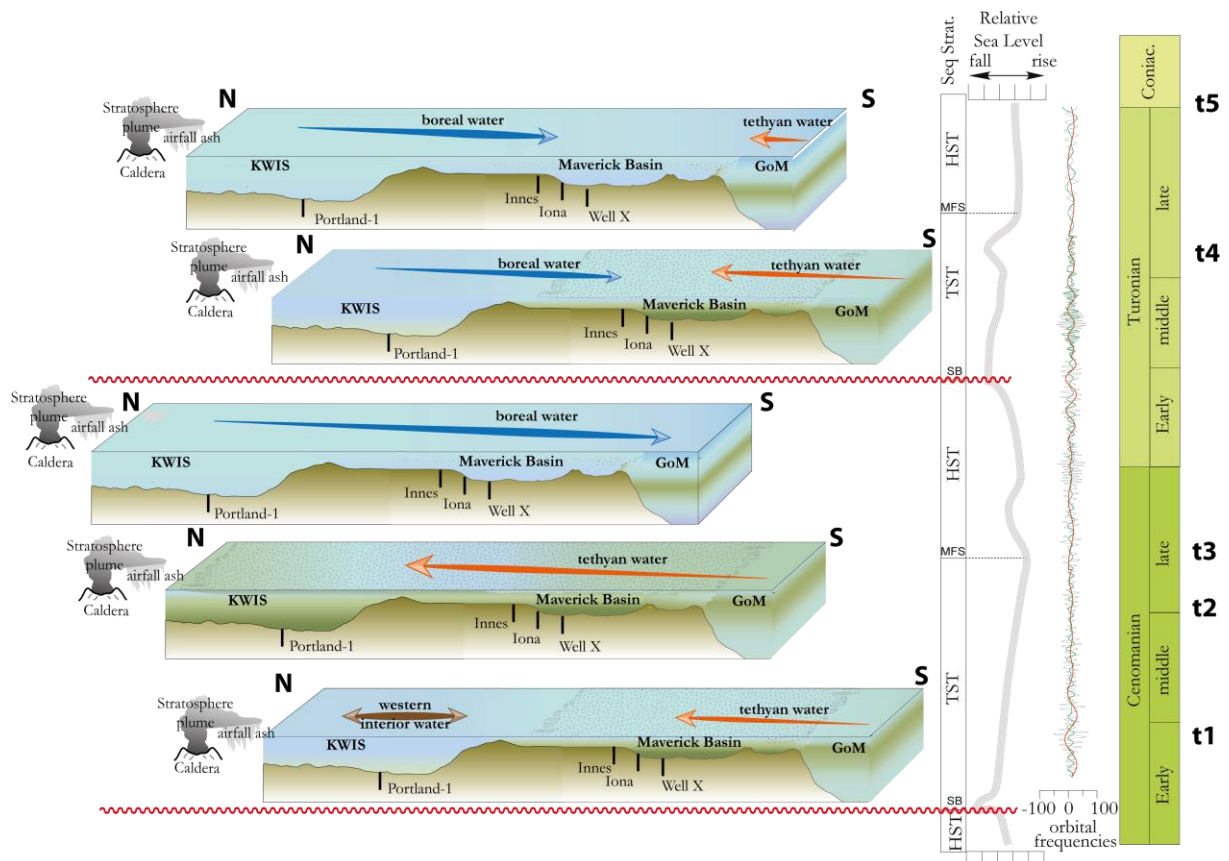 Relative
Sea Level
fall rise
Seq Strat.
Coniac.
t5
N
S
Stratosphere
plume
airfall ash
Caldera
boreal water
tethyan water
KWIS
Maverick Basin
GoM
Innes
Iona
Well X
Portland-1
HST
MFS
late
t4
N
S
Stratosphere
plume
airfall ash
Caldera
boreal water
tethyan water
KWIS
Maverick Basin
GoM
Innes
Iona
Well X
Portland-1
TST
Turonian
middle
SB
N
S
Stratosphere
plume
airfall ash
Caldera
boreal water
KWIS
Maverick Basin
GoM
Innes
Iona
Well X
Portland-1
HST
Early
MFS
late
t3
Stratosphere
plume
airfall ash
Caldera
N
S
tethyan water
KWIS
Maverick Basin
GoM
Innes
Iona
Well X
Portland-1
t2
Cenomanian
middle
TST
N
S
Stratosphere
plume
airfall ash
Caldera
western
interior water
tethyan water
KWIS
Maverick Basin
GoM
Innes
Iona
Well X
Portland-1
t1
Early
SB
HST
-100 0 100
orbital
frequencies